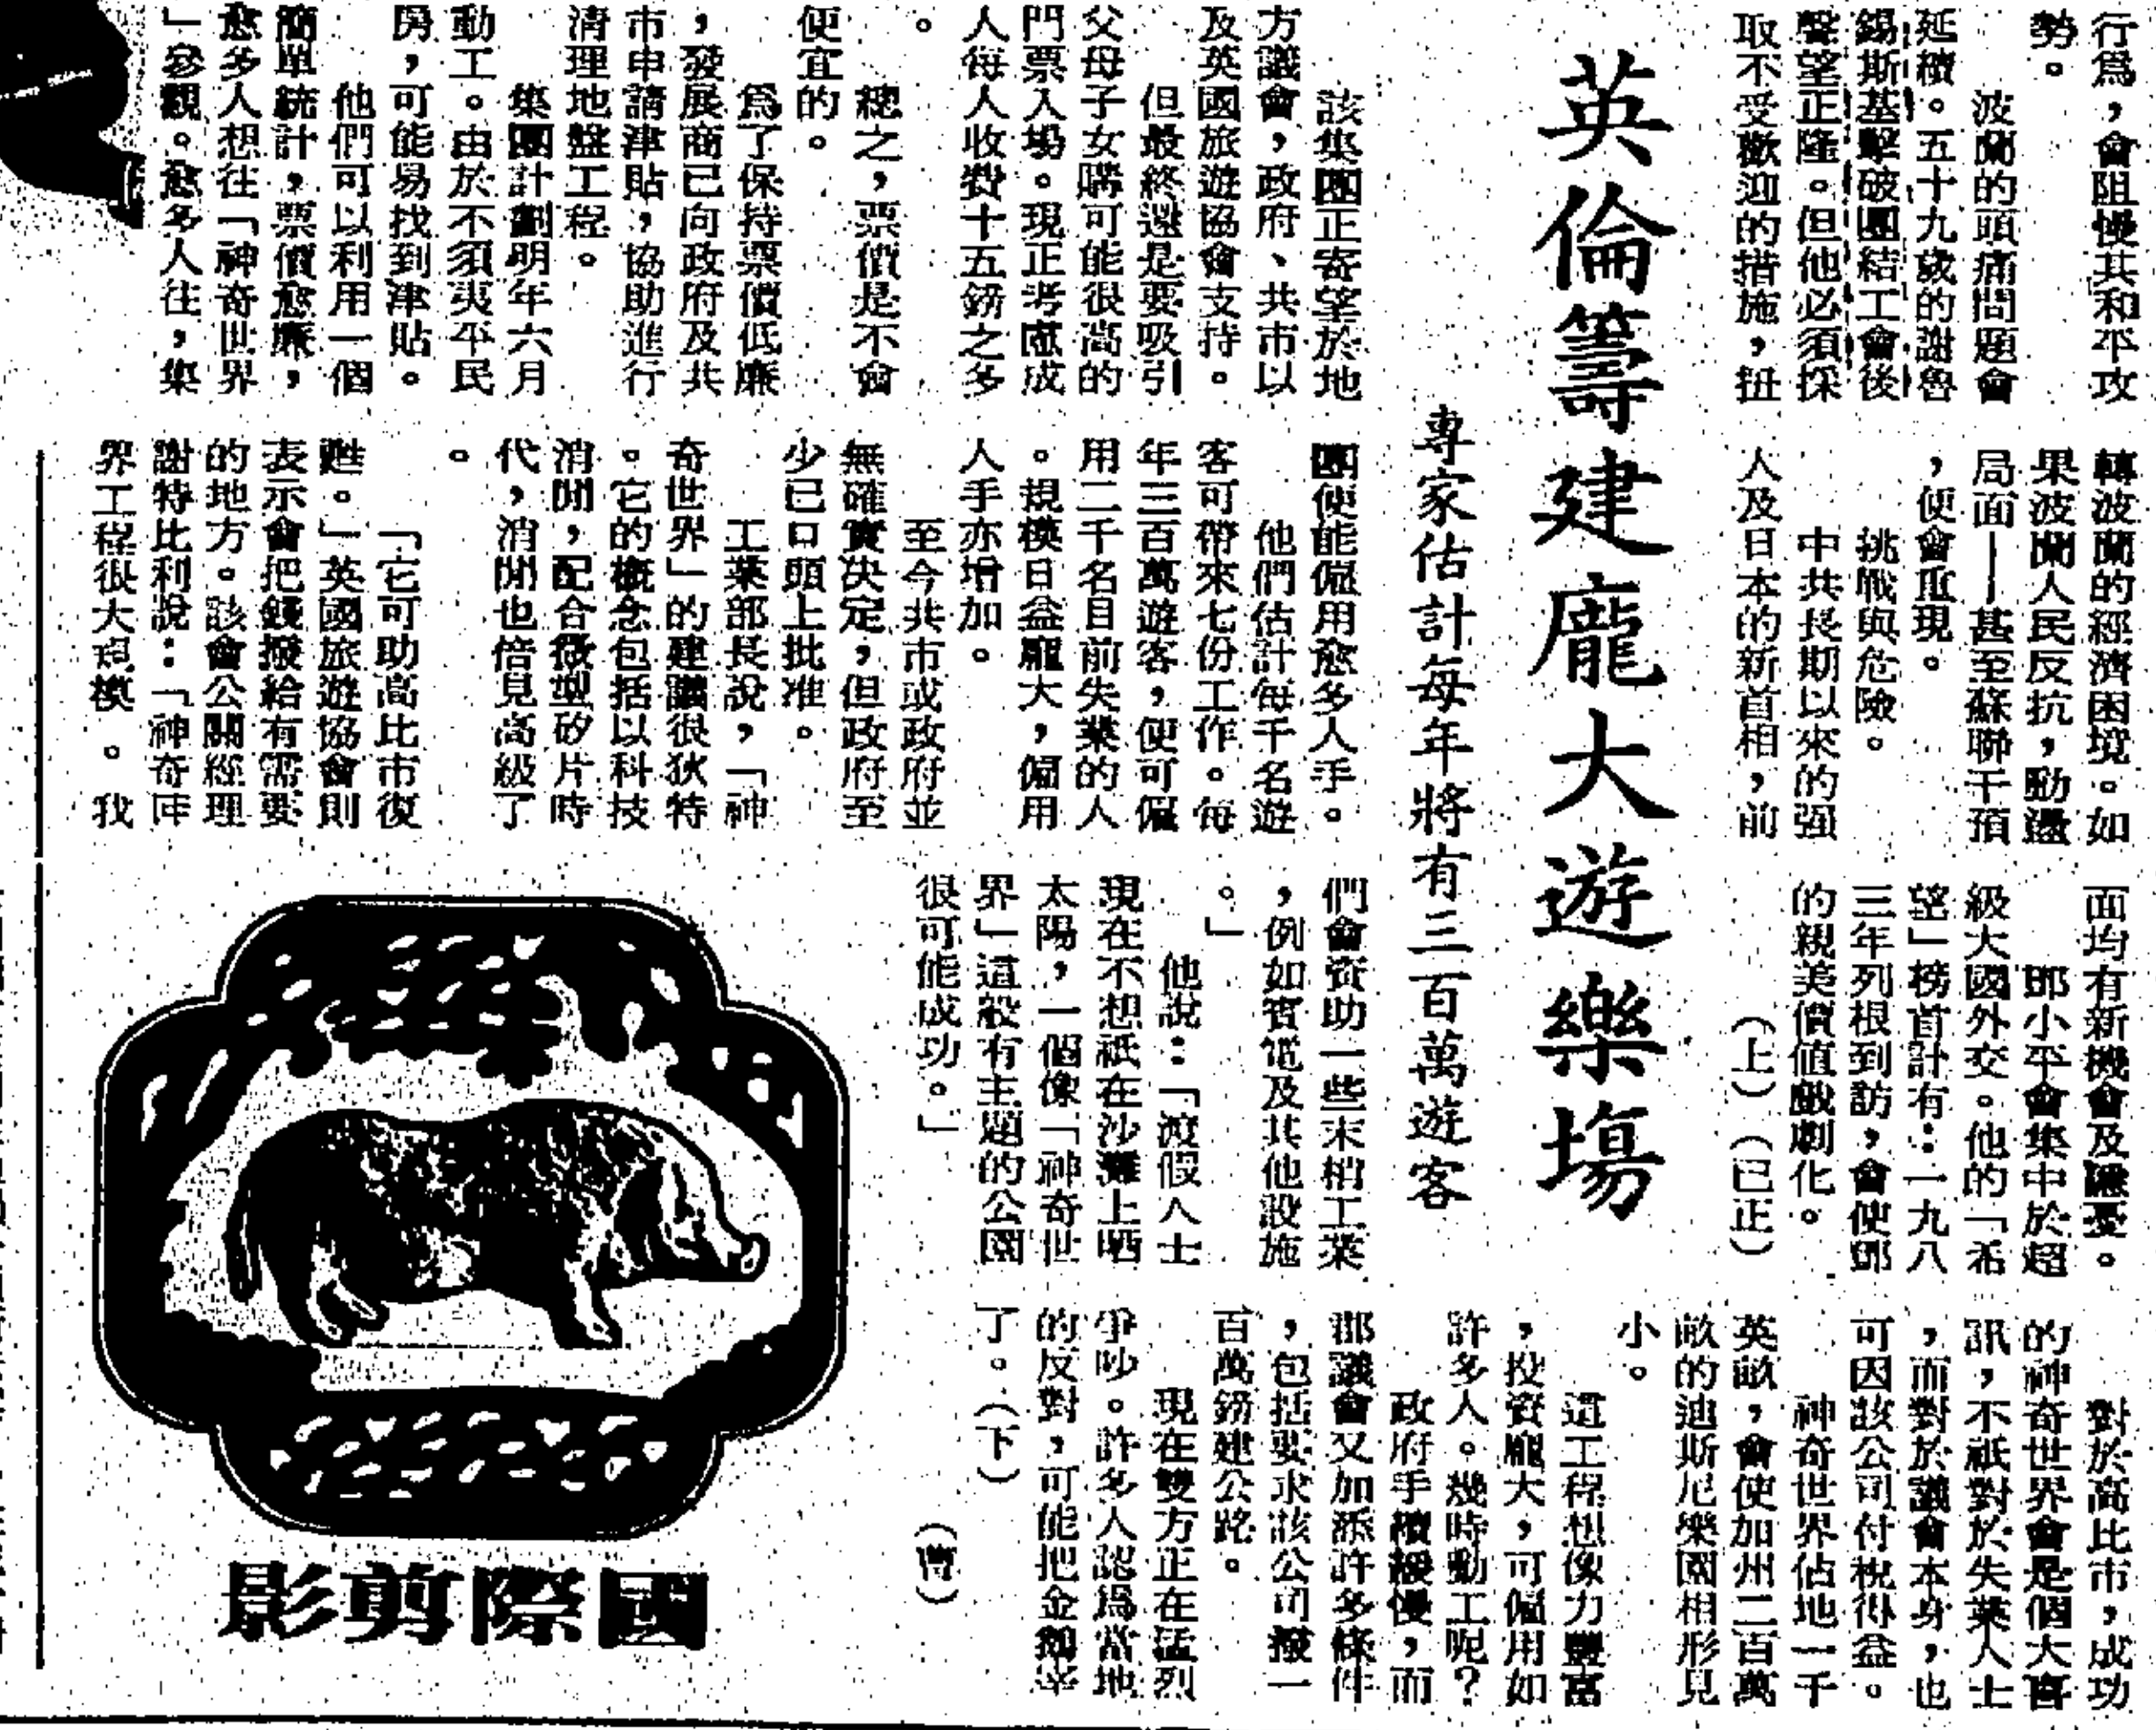 行爲，會阻慢其和平攻
勢。
波蘭的頭痛問題會
延續。五十九歲的謝魯
錫斯基擊破團結工會後
聲望正隆。但他必須採
取不受歡迎的措施，扭
轉波蘭的經濟困境。如
果波蘭人民反抗，動盪
局面——甚至蘇聯干預
，便會重現。
挑戰與危險。
中共長期以來的强
人及日本的新首相，前
面均有新機會及隱憂。
鄧小平會集中於超
級大國外交。他的「希
望」榜首計有：一九八
三年列根到訪，會使鄧
的親美價值戲劇化。
（上）（已正）
英倫籌建龐大遊樂塲
專家估計每年將有三百萬遊客
該集團正寄望於地
方議會，政府、共市以
及英國旅遊協會支持。
但最終還是要吸引
父母子女購可能很高的
門票入場。現正考慮成
人每人收費十五鎊之多
。
總之，票價是不會
便宜的。
爲了保持票價低廉
，發展商已向政府及共
市申請津貼，協助進行
清理地盤工程。
集團計劃明年六月
動工。由於不須夷平民
房，可能易找到津貼。
他們可以利用一個
簡單統計，票價愈廉，
愈多人想往「神奇世界
」參觀。愈多人往，集
團便能僱用愈多人手。
他們估計每千名遊
客可帶來七份工作。每
年三百萬遊客，便可僱
用二千名目前失業的人
。規模日益龐大，僱用
人手亦增加。
至今共市或政府並
無確實決定，但政府至
少已口頭上批准。
工業部長說，「神
奇世界」的建議很狄特
。它的概念包括以科技
消閒，配合微型矽片時
代，消閒也倍見高級了
。
「它可助高比市復
甦。」英國旅遊協會則
表示會把錢撥給有需要
的地方。該會公關經理
謝特比利說：「神奇世
界工程很大規模。我
們會資助一些末梢工業
，例如賓館及其他設施
。」
他說：「渡假人士
現在不想祇在沙灘上晒
太陽，一個像「神奇世
界」這般有主題的公園
很可能成功。」
對於高比市，成功
的神奇世界會是個大喜
訊，不祇對於失業人士
，而對於議會本身，也
可因該公司付稅得益。
神奇世界佔地一千
英畝，會使加州二百萬
畝的迪斯尼樂園相形見
小。
這工程想像力豐富
，投資龐大，可僱用如
許多人。幾時動工呢？
政府手續緩慢，而
郡議會又加添許多條件
，包括要求該公司撥一
百萬鎊建公路。
現在雙方正在猛烈
爭吵。許多人認爲當地
的反對，可能把金鵝宰
了。（下）
（曹）
國際剪影